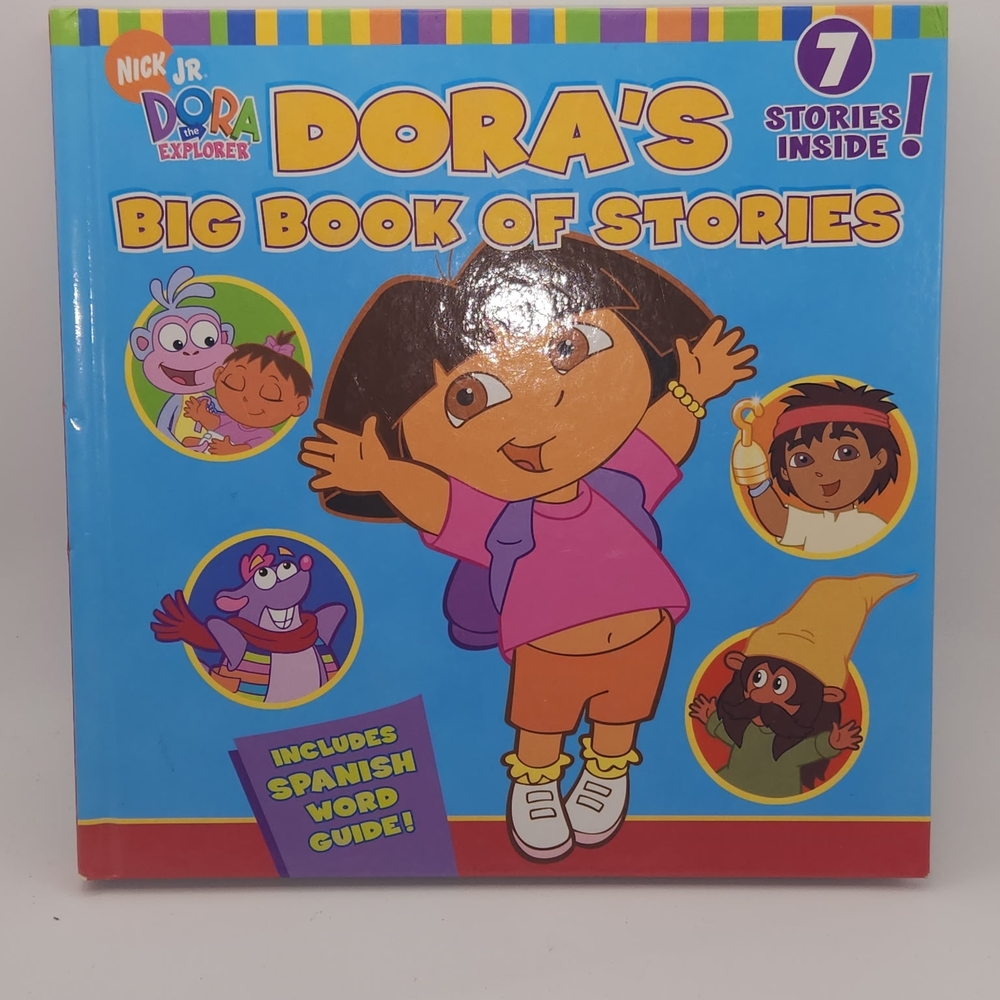 NICK JR.
DORA
the
EXPLORER
DORA'S
BIG BOOK OF STORIES
7
STORIES
INSIDE!
INCLUDES
SPANISH
WORD
GUIDE!